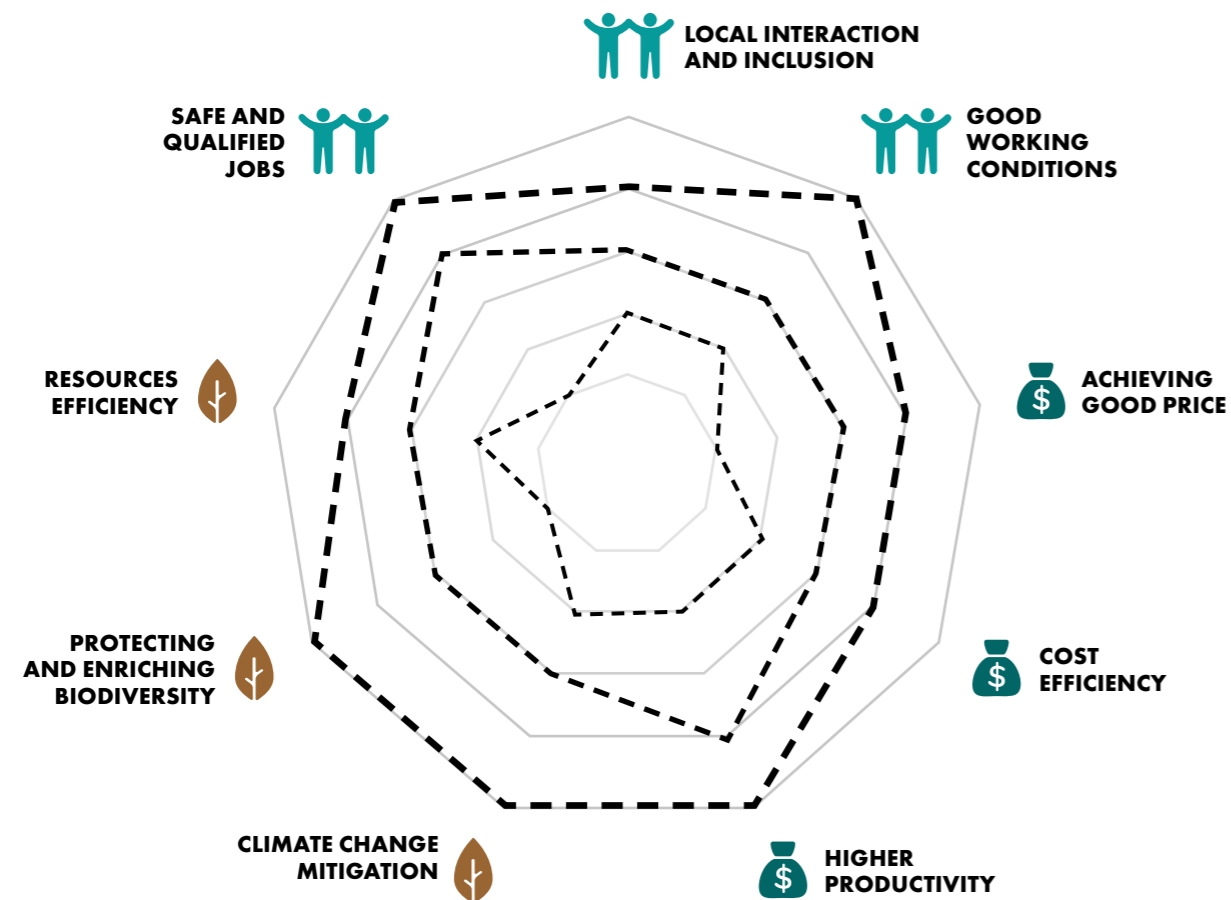 LOCAL INTERACTION
AND INCLUSION
SAFE AND
QUALIFIED
JOBS
GOOD
WORKING
CONDITIONS
RESOURCES
EFFICIENCY
$
ACHIEVING
GOOD PRICE
PROTECTING
AND ENRICHING
BIODIVERSITY
$
COST
EFFICIENCY
CLIMATE CHANGE
MITIGATION
$
HIGHER
PRODUCTIVITY